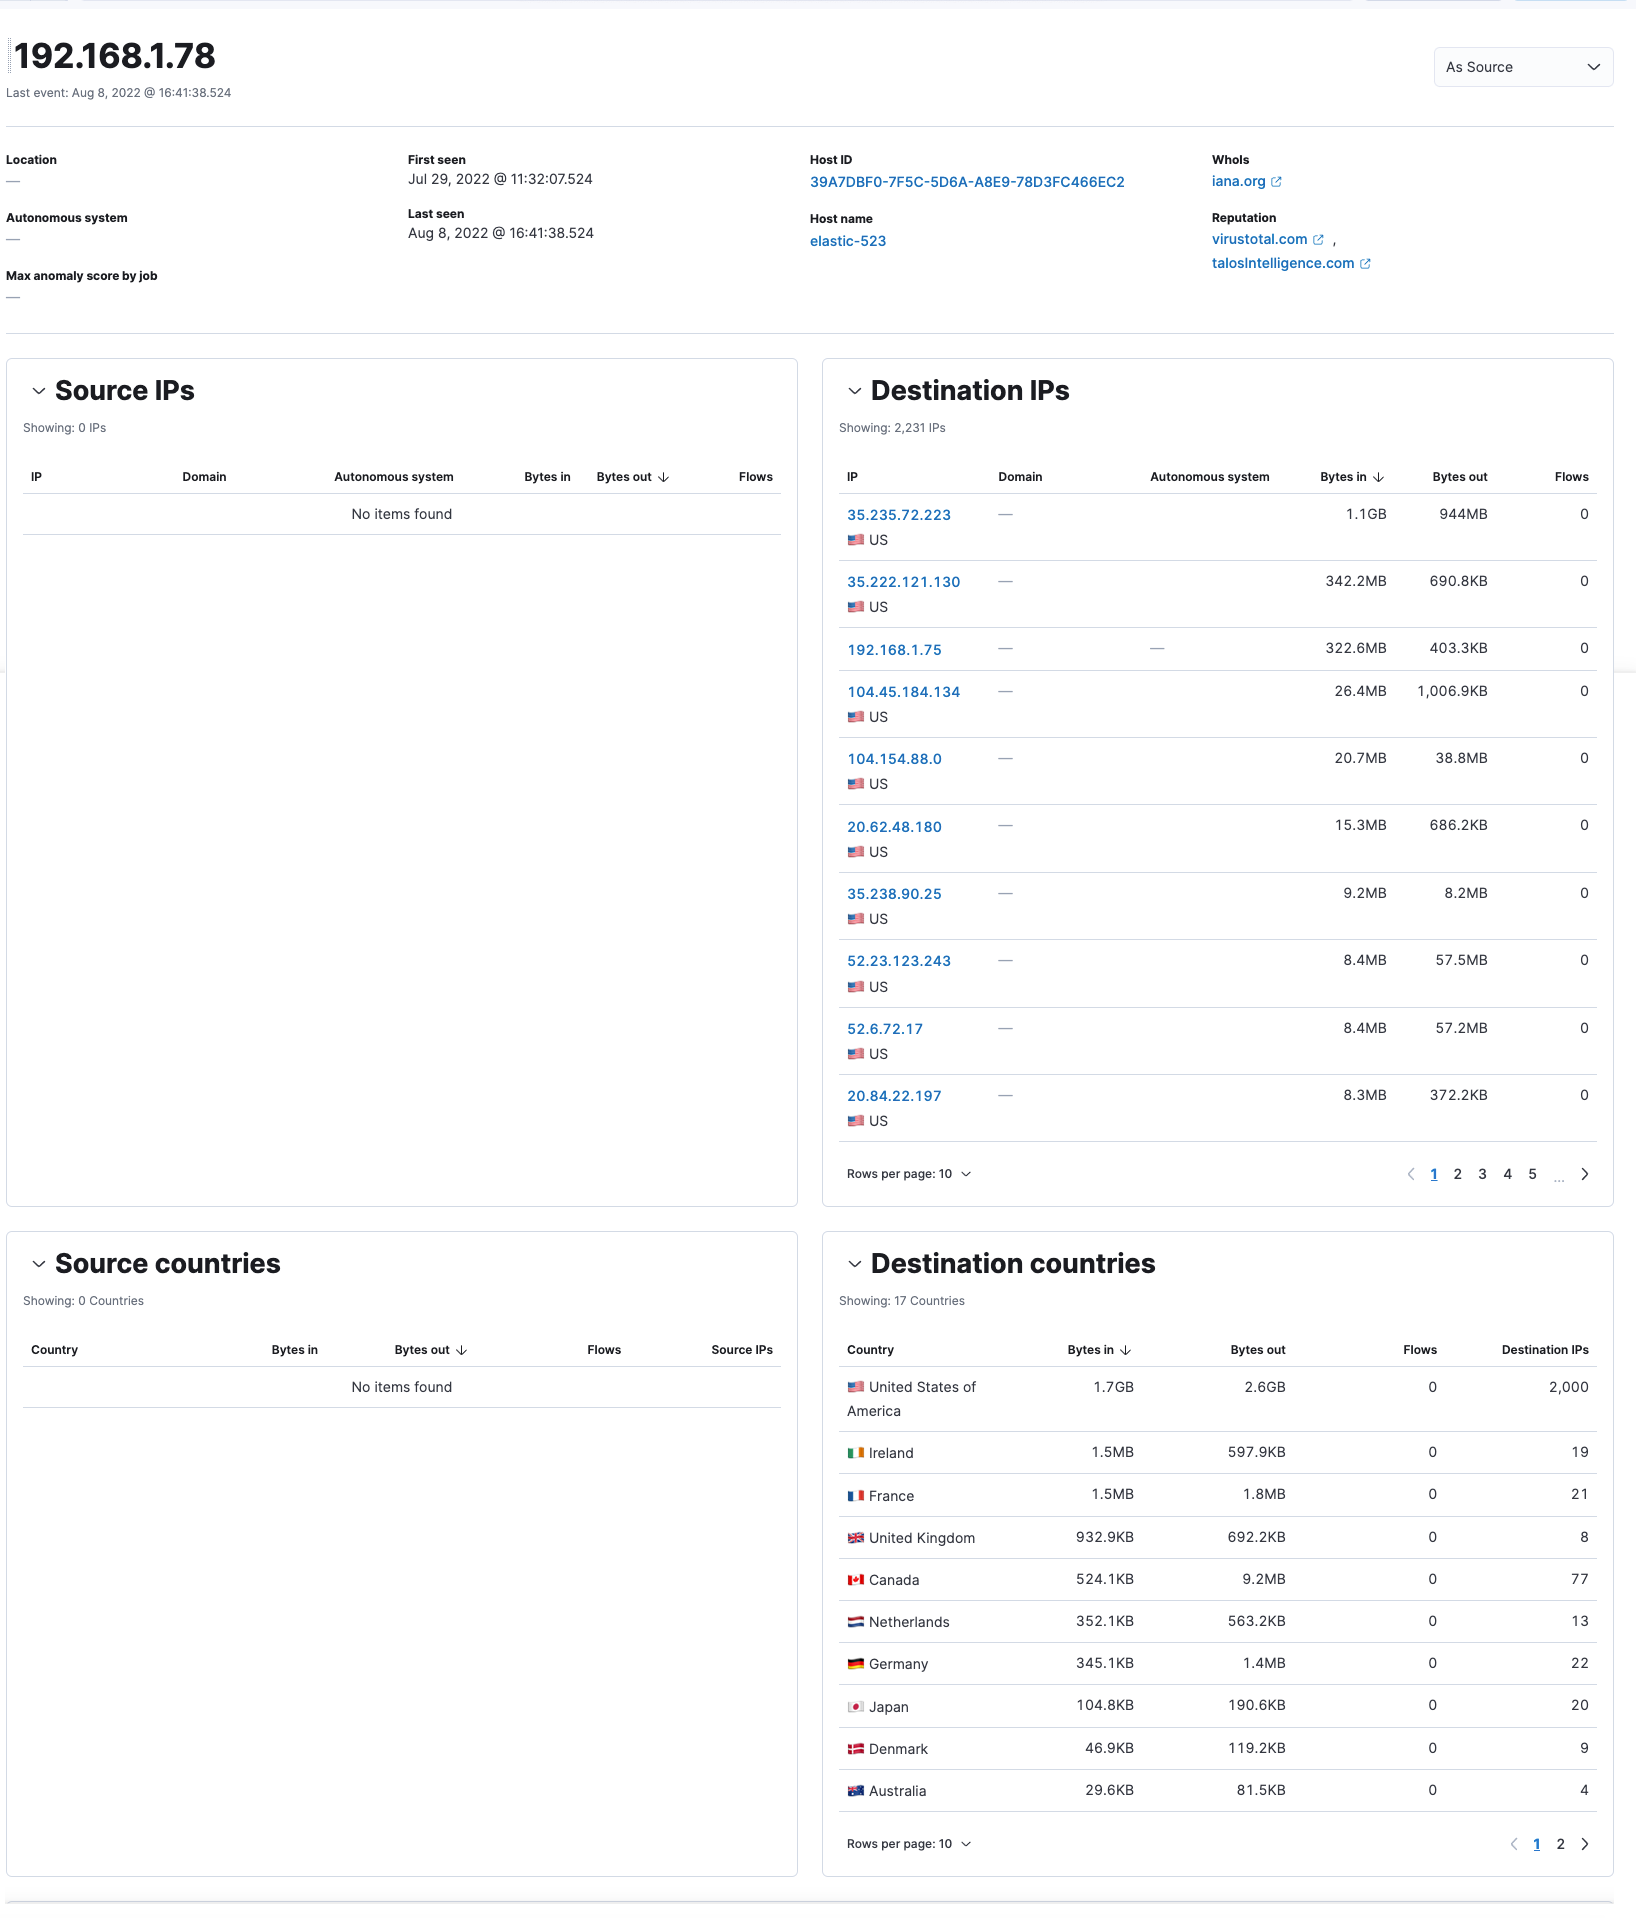 192.168.1.78
Last event: Aug 8, 2022 @ 16:41:38.524
As Source
Location
—
Autonomous system
—
Max anomaly score by job
—
First seen
Jul 29, 2022 @ 11:32:07.524
Last seen
Aug 8, 2022 @ 16:41:38.524
Host ID
39A7DBF0-7F5C-5D6A-A8E9-78D3FC466EC2
Host name
elastic-523
WhoIs
iana.org
Reputation
virustotal.com ,
talosIntelligence.com
Source IPs
Showing: 0 IPs
IP Domain Autonomous system Bytes in Bytes out Flows
No items found
Destination IPs
Showing: 2,231 IPs
IP Domain Autonomous system Bytes in Bytes out Flows
35.235.72.223 — 1.1GB 944MB 0
US
35.222.121.130 — 342.2MB 690.8KB 0
US
192.168.1.75 — — 322.6MB 403.3KB 0
104.45.184.134 — 26.4MB 1,006.9KB 0
US
104.154.88.0 — 20.7MB 38.8MB 0
US
20.62.48.180 — 15.3MB 686.2KB 0
US
35.238.90.25 — 9.2MB 8.2MB 0
US
52.23.123.243 — 8.4MB 57.5MB 0
US
52.6.72.17 — 8.4MB 57.2MB 0
US
20.84.22.197 — 8.3MB 372.2KB 0
US
Rows per page: 10
1 2 3 4 5 ...
Source countries
Showing: 0 Countries
Country Bytes in Bytes out Flows Source IPs
No items found
Destination countries
Showing: 17 Countries
Country Bytes in Bytes out Flows Destination IPs
United States of 1.7GB 2.6GB 0 2,000
America
Ireland 1.5MB 597.9KB 0 19
France 1.5MB 1.8MB 0 21
United Kingdom 932.9KB 692.2KB 0 8
Canada 524.1KB 9.2MB 0 77
Netherlands 352.1KB 563.2KB 0 13
Germany 345.1KB 1.4MB 0 22
Japan 104.8KB 190.6KB 0 20
Denmark 46.9KB 119.2KB 0 9
Australia 29.6KB 81.5KB 0 4
Rows per page: 10
1 2